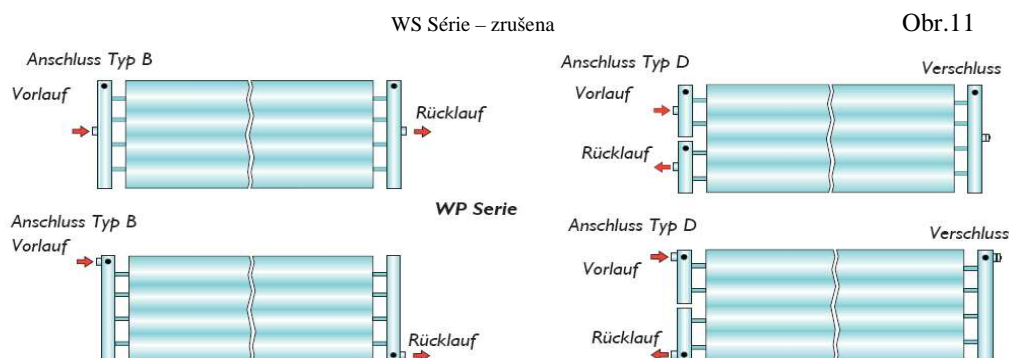 WS Série – zrušena
Obr.11
Anschluss Typ B
Vorlauf
Rücklauf
Anschluss Typ D
Vorlauf
Rücklauf
Verschluss
WP Serie
Anschluss Typ B
Vorlauf
Rücklauf
Anschluss Typ D
Vorlauf
Rücklauf
Verschluss